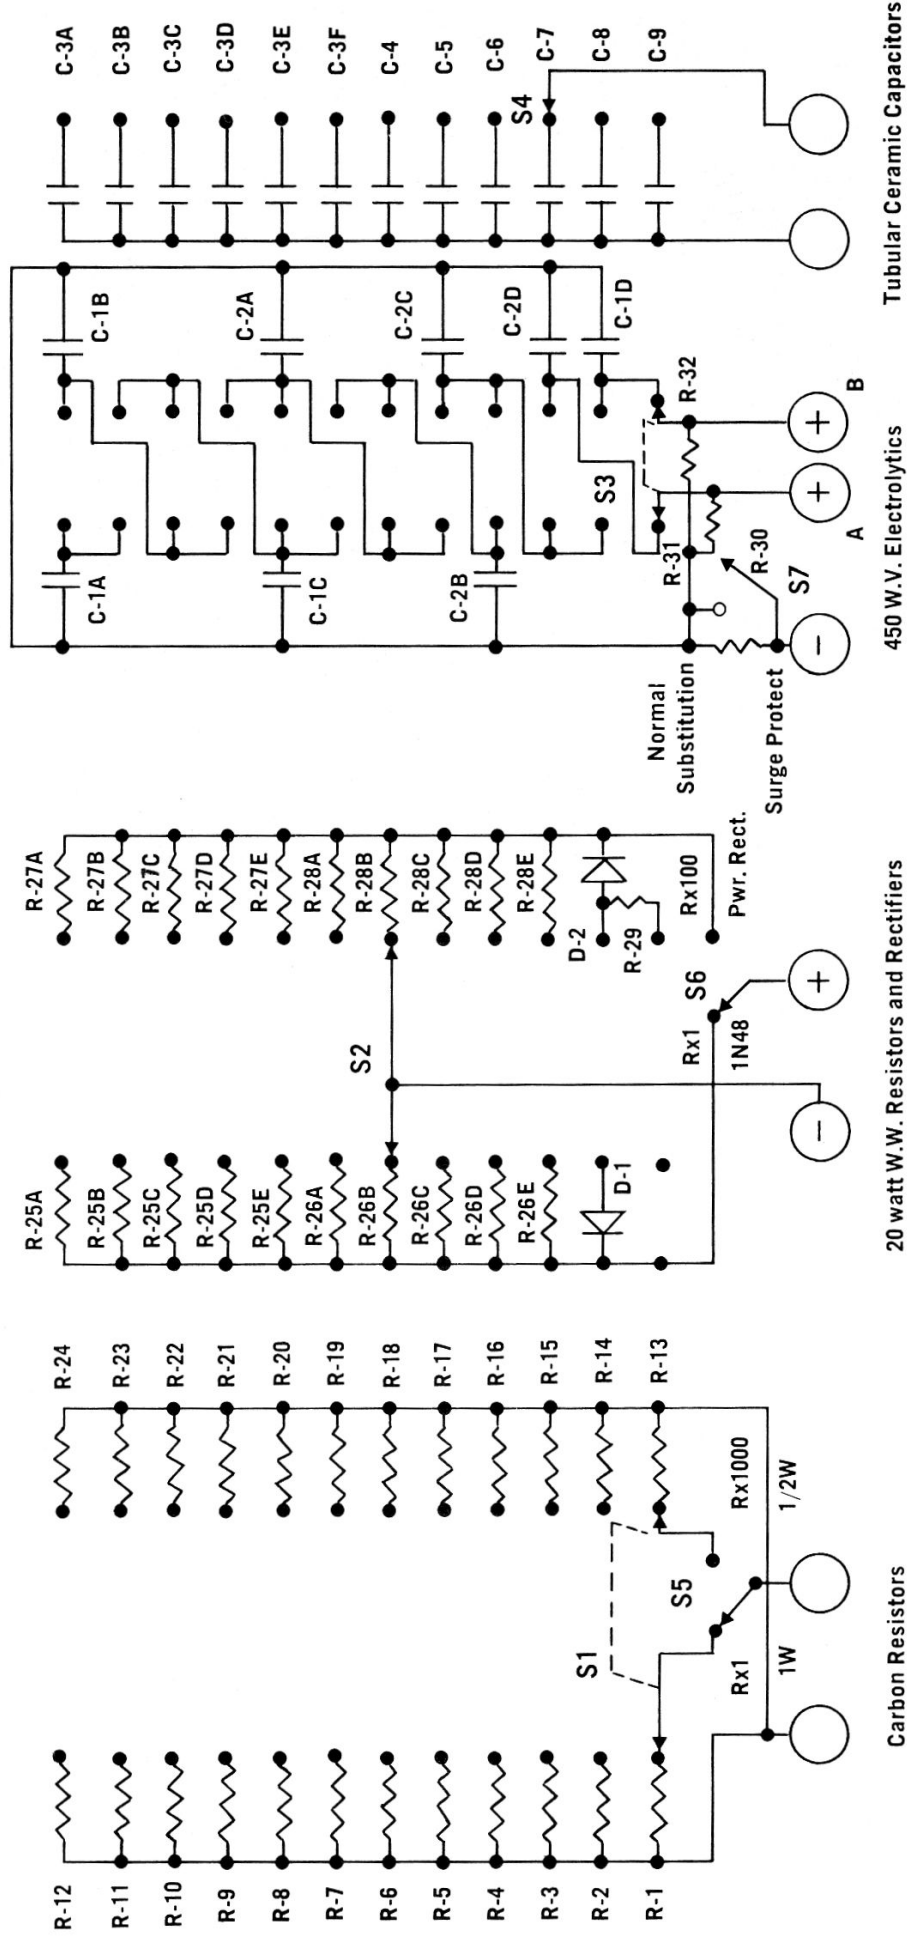 R-12
R-11
R-10
R-9
R-8
R-7
R-6
R-5
R-4
R-3
R-2
R-1
R-24
R-23
R-22
R-21
R-20
R-19
R-18
R-17
R-16
R-15
R-14
R-13
S1
S5
Rx1
1W
Rx1000
1/2W
Carbon Resistors
R-25A
R-25B
R-25C
R-25D
R-25E
R-26A
R-26B
R-26C
R-26D
R-26E
D-1
S2
R-27A
R-27B
R-27C
R-27D
R-27E
R-28A
R-28B
R-28C
R-28D
R-28E
D-2
R-29
Rx1
S6
Rx100
1N48
Pwr. Rect.
−
+
20 watt W.W. Resistors and Rectifiers
C-1A
C-1C
C-2B
C-1B
C-2A
C-2C
C-2D
C-1D
S3
R-31
R-32
R-30
S7
Normal
Substitution
Surge Protect
−
+
+
A
B
450 W.V. Electrolytics
C-3A
C-3B
C-3C
C-3D
C-3E
C-3F
C-4
C-5
C-6
C-7
C-8
C-9
S4
Tubular Ceramic Capacitors